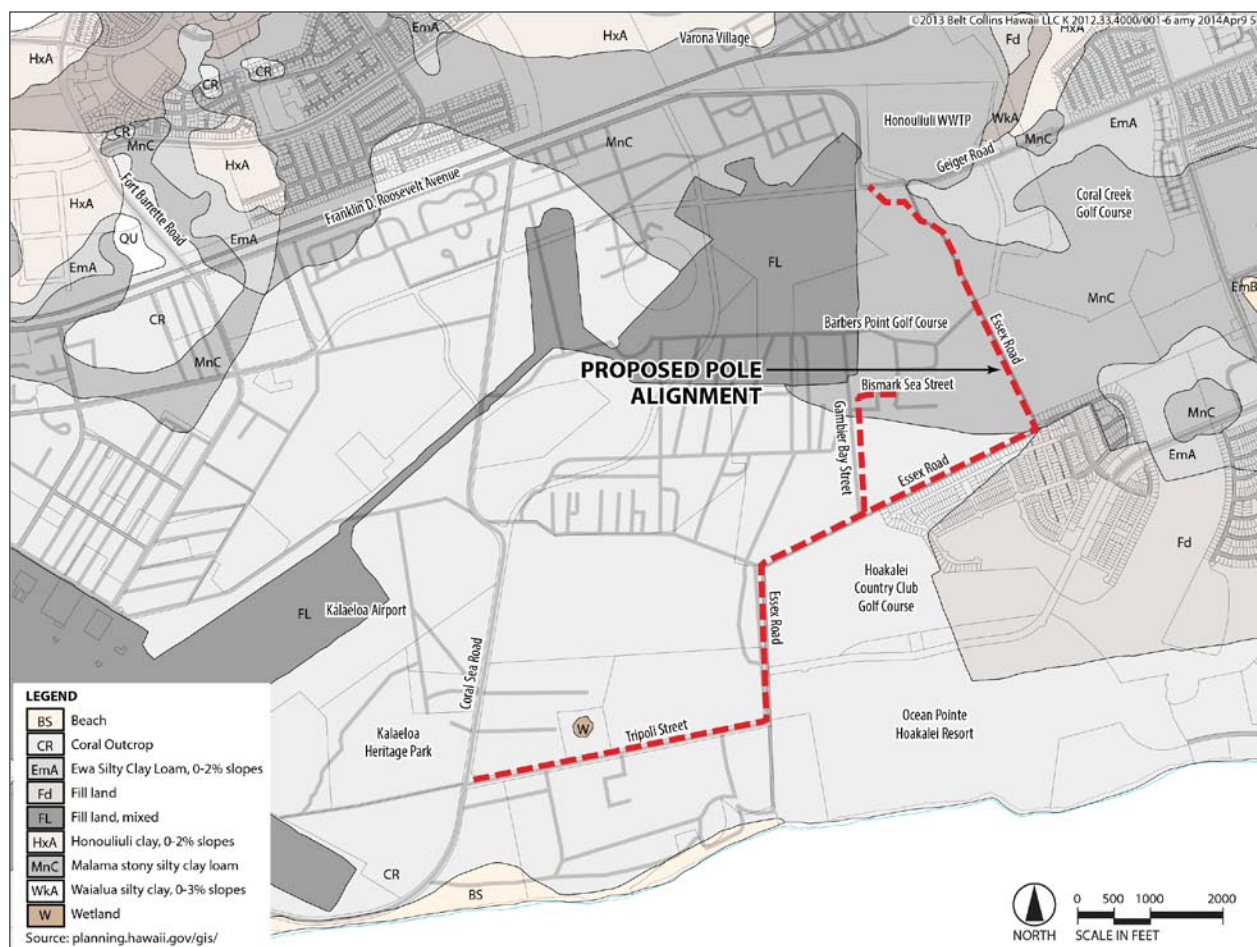 ©2013 Belt Collins Hawaii LLC K 2012.33.4000/001-6 amy 2014Apr9 5
EmA
HxA
Varona Village
Fd
HxA
HxA
CR
CR
Honouliuli WWTP
WkA
EmA
CR
MnC
MnC
MnC
Geiger Road
HxA
Franklin D. Roosevelt Avenue
Coral Creek
Golf Course
HxA
Fort Barrette Road
QU
EmA
EmA
FL
MnC
EmB
CR
Barbers Point Golf Course
Essex Road
MnC
PROPOSED POLE
ALIGNMENT
Bismark Sea Street
MnC
Gambier Bay Street
EmA
Essex Road
Fd
Hoakalei
Country Club
Golf Course
FL
Kalaeloa Airport
Essex Road
Coral Sea Road
Ocean Pointe
Hoakalei Resort
Kalaeloa
Heritage Park
W
Tripoli Street
CR
BS
LEGEND
BS Beach
CR Coral Outcrop
EmA Ewa Silty Clay Loam, 0-2% slopes
Fd Fill land
FL Fill land, mixed
HxA Honouliuli clay, 0-2% slopes
MnC Malama stony silty clay loam
WkA Waialua silty clay, 0-3% slopes
W Wetland
Source: planning.hawaii.gov/gis/
NORTH
0 500 1000 2000
SCALE IN FEET